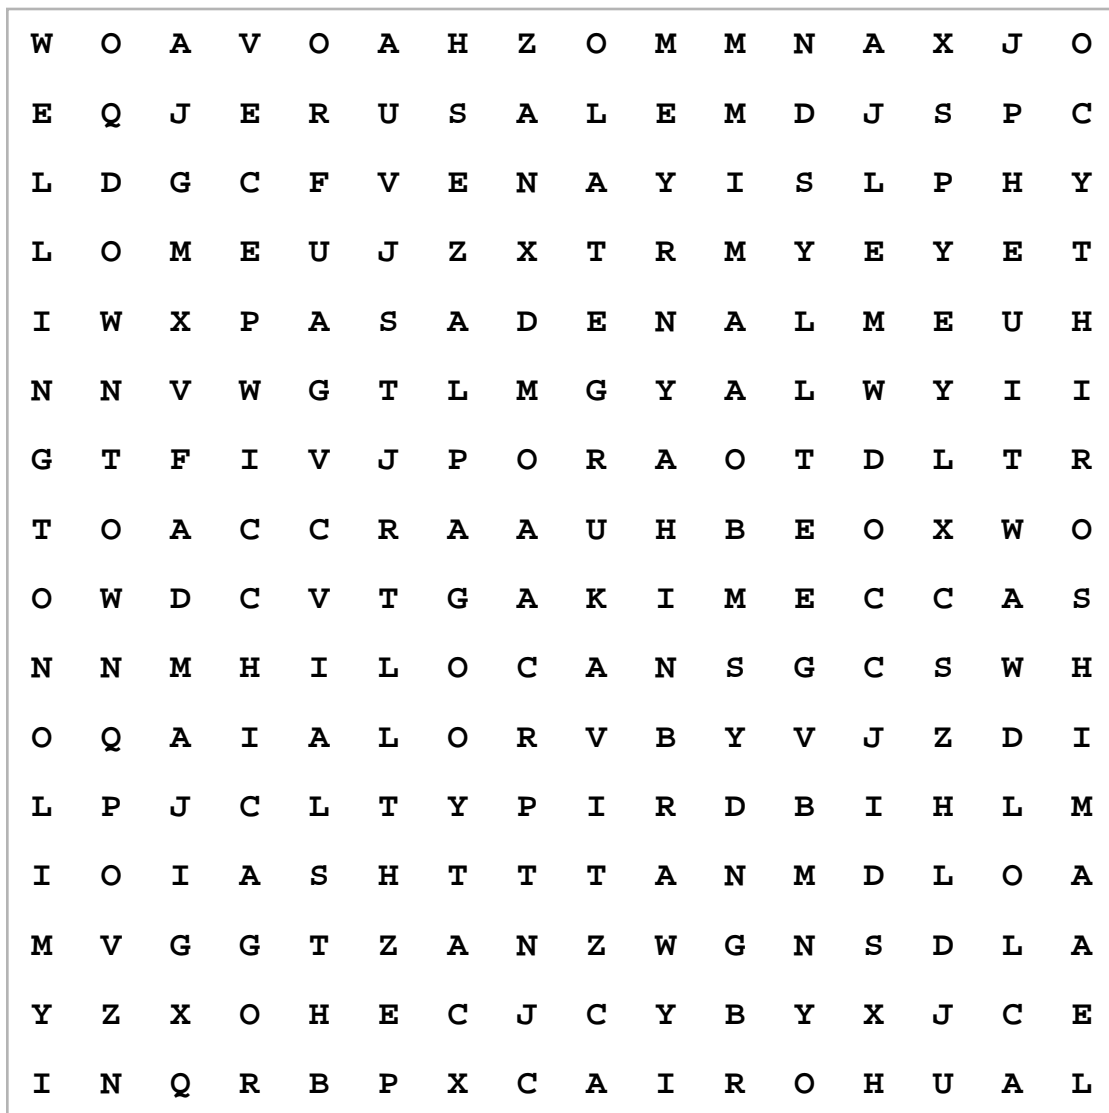 W O A V O A H Z O M M N A X J O
E Q J E R U S A L E M D J S P C
L D G C F V E N A Y I S L P H Y
L O M E U J Z X T R M Y E Y E T
I W X P A S A D E N A L M E U H
N N V W G T L M G Y A L W Y I I
G T F I V J P O R A O T D L T R
T O A C C R A A U H B E O X W O
O W D C V T G A K I M E C C A S
N N M H I L O C A N S G C S W H
O Q A I A L O R V B Y V J Z D I
L P J C L T Y P I R D B I H L M
I O I A S H T T T A N M D L O A
M V G G T Z A N Z W G N S D L A
Y Z X O H E C J C Y B Y X J C E
I N Q R B P X C A I R O H U A L